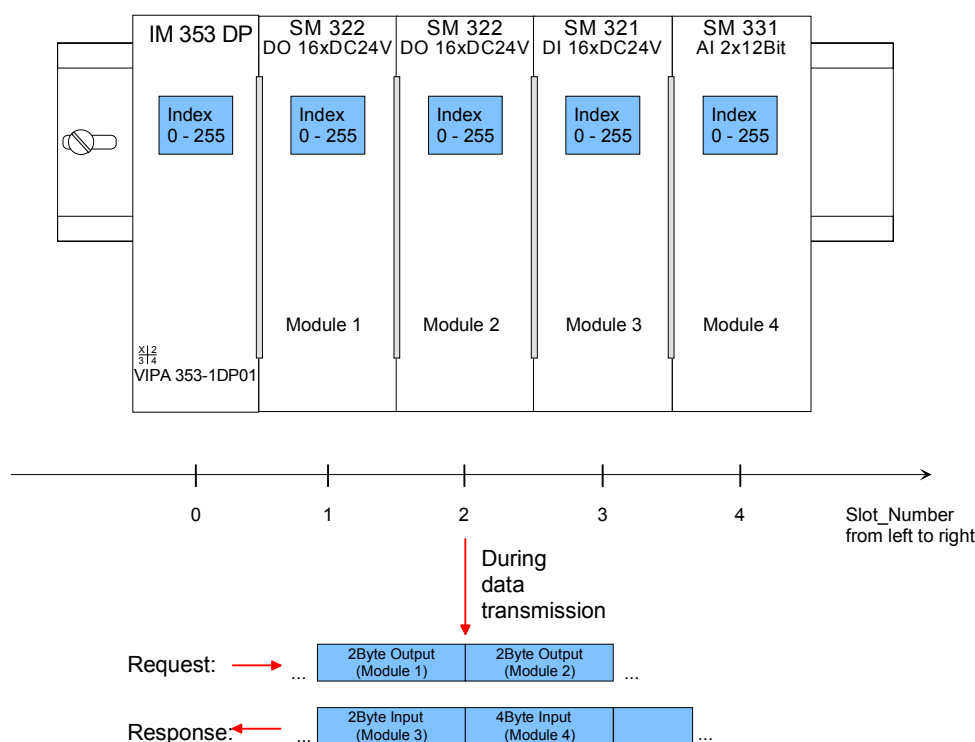 IM 353 DP
SM 322
DO 16xDC24V
SM 322
DO 16xDC24V
SM 321
DI 16xDC24V
SM 331
AI 2x12Bit
Index
0 - 255
Index
0 - 255
Index
0 - 255
Index
0 - 255
Index
0 - 255
Module 1
Module 2
Module 3
Module 4
X 2
3 4
VIPA 353-1DP01
0
1
2
3
4
Slot_Number
from left to right
During
data
transmission
Request:
...
2Byte Output
(Module 1)
2Byte Output
(Module 2)
...
Response:
...
2Byte Input
(Module 3)
4Byte Input
(Module 4)
...